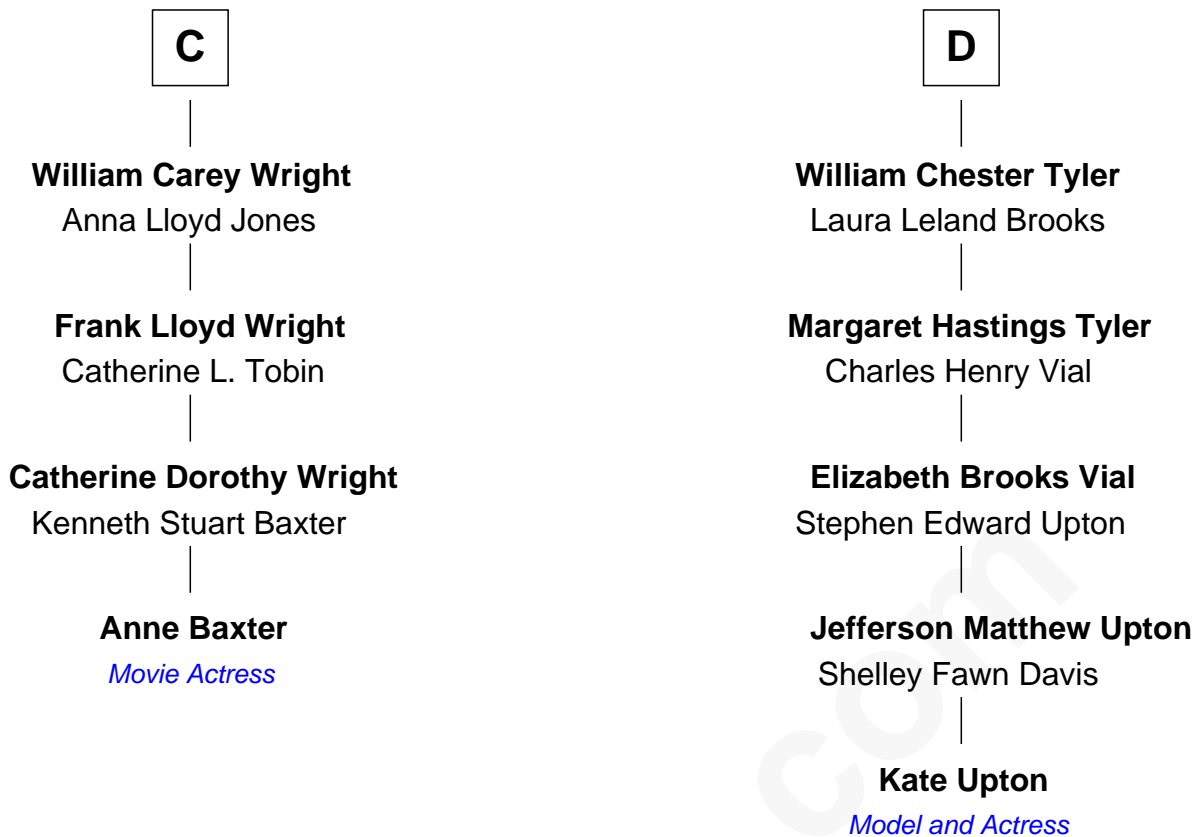 C
William Carey Wright
Anna Lloyd Jones
Frank Lloyd Wright
Catherine L. Tobin
Catherine Dorothy Wright
Kenneth Stuart Baxter
Anne Baxter
Movie Actress
D
William Chester Tyler
Laura Leland Brooks
Margaret Hastings Tyler
Charles Henry Vial
Elizabeth Brooks Vial
Stephen Edward Upton
Jefferson Matthew Upton
Shelley Fawn Davis
Kate Upton
Model and Actress
com